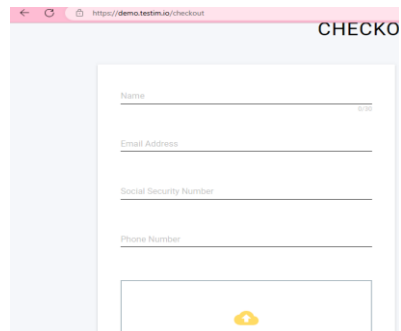 https://demo.testim.io/checkout
CHECKO
Name
0/30
Email Address
Social Security Number
Phone Number